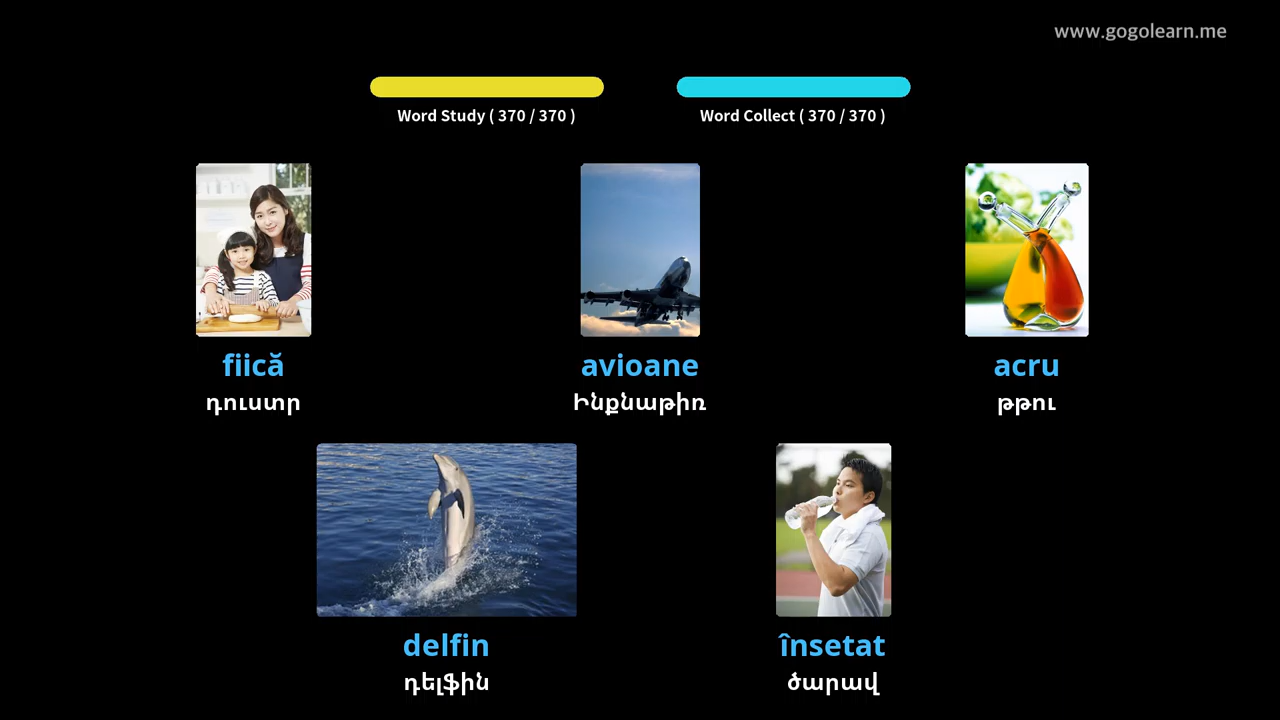 www.gogolearn.me
Word Study ( 370 / 370 )
Word Collect ( 370 / 370 )
fiică
դուստր
avioane
Ինքնաթիռ
acru
թթու
delfin
դելֆին
însetat
ծարավ